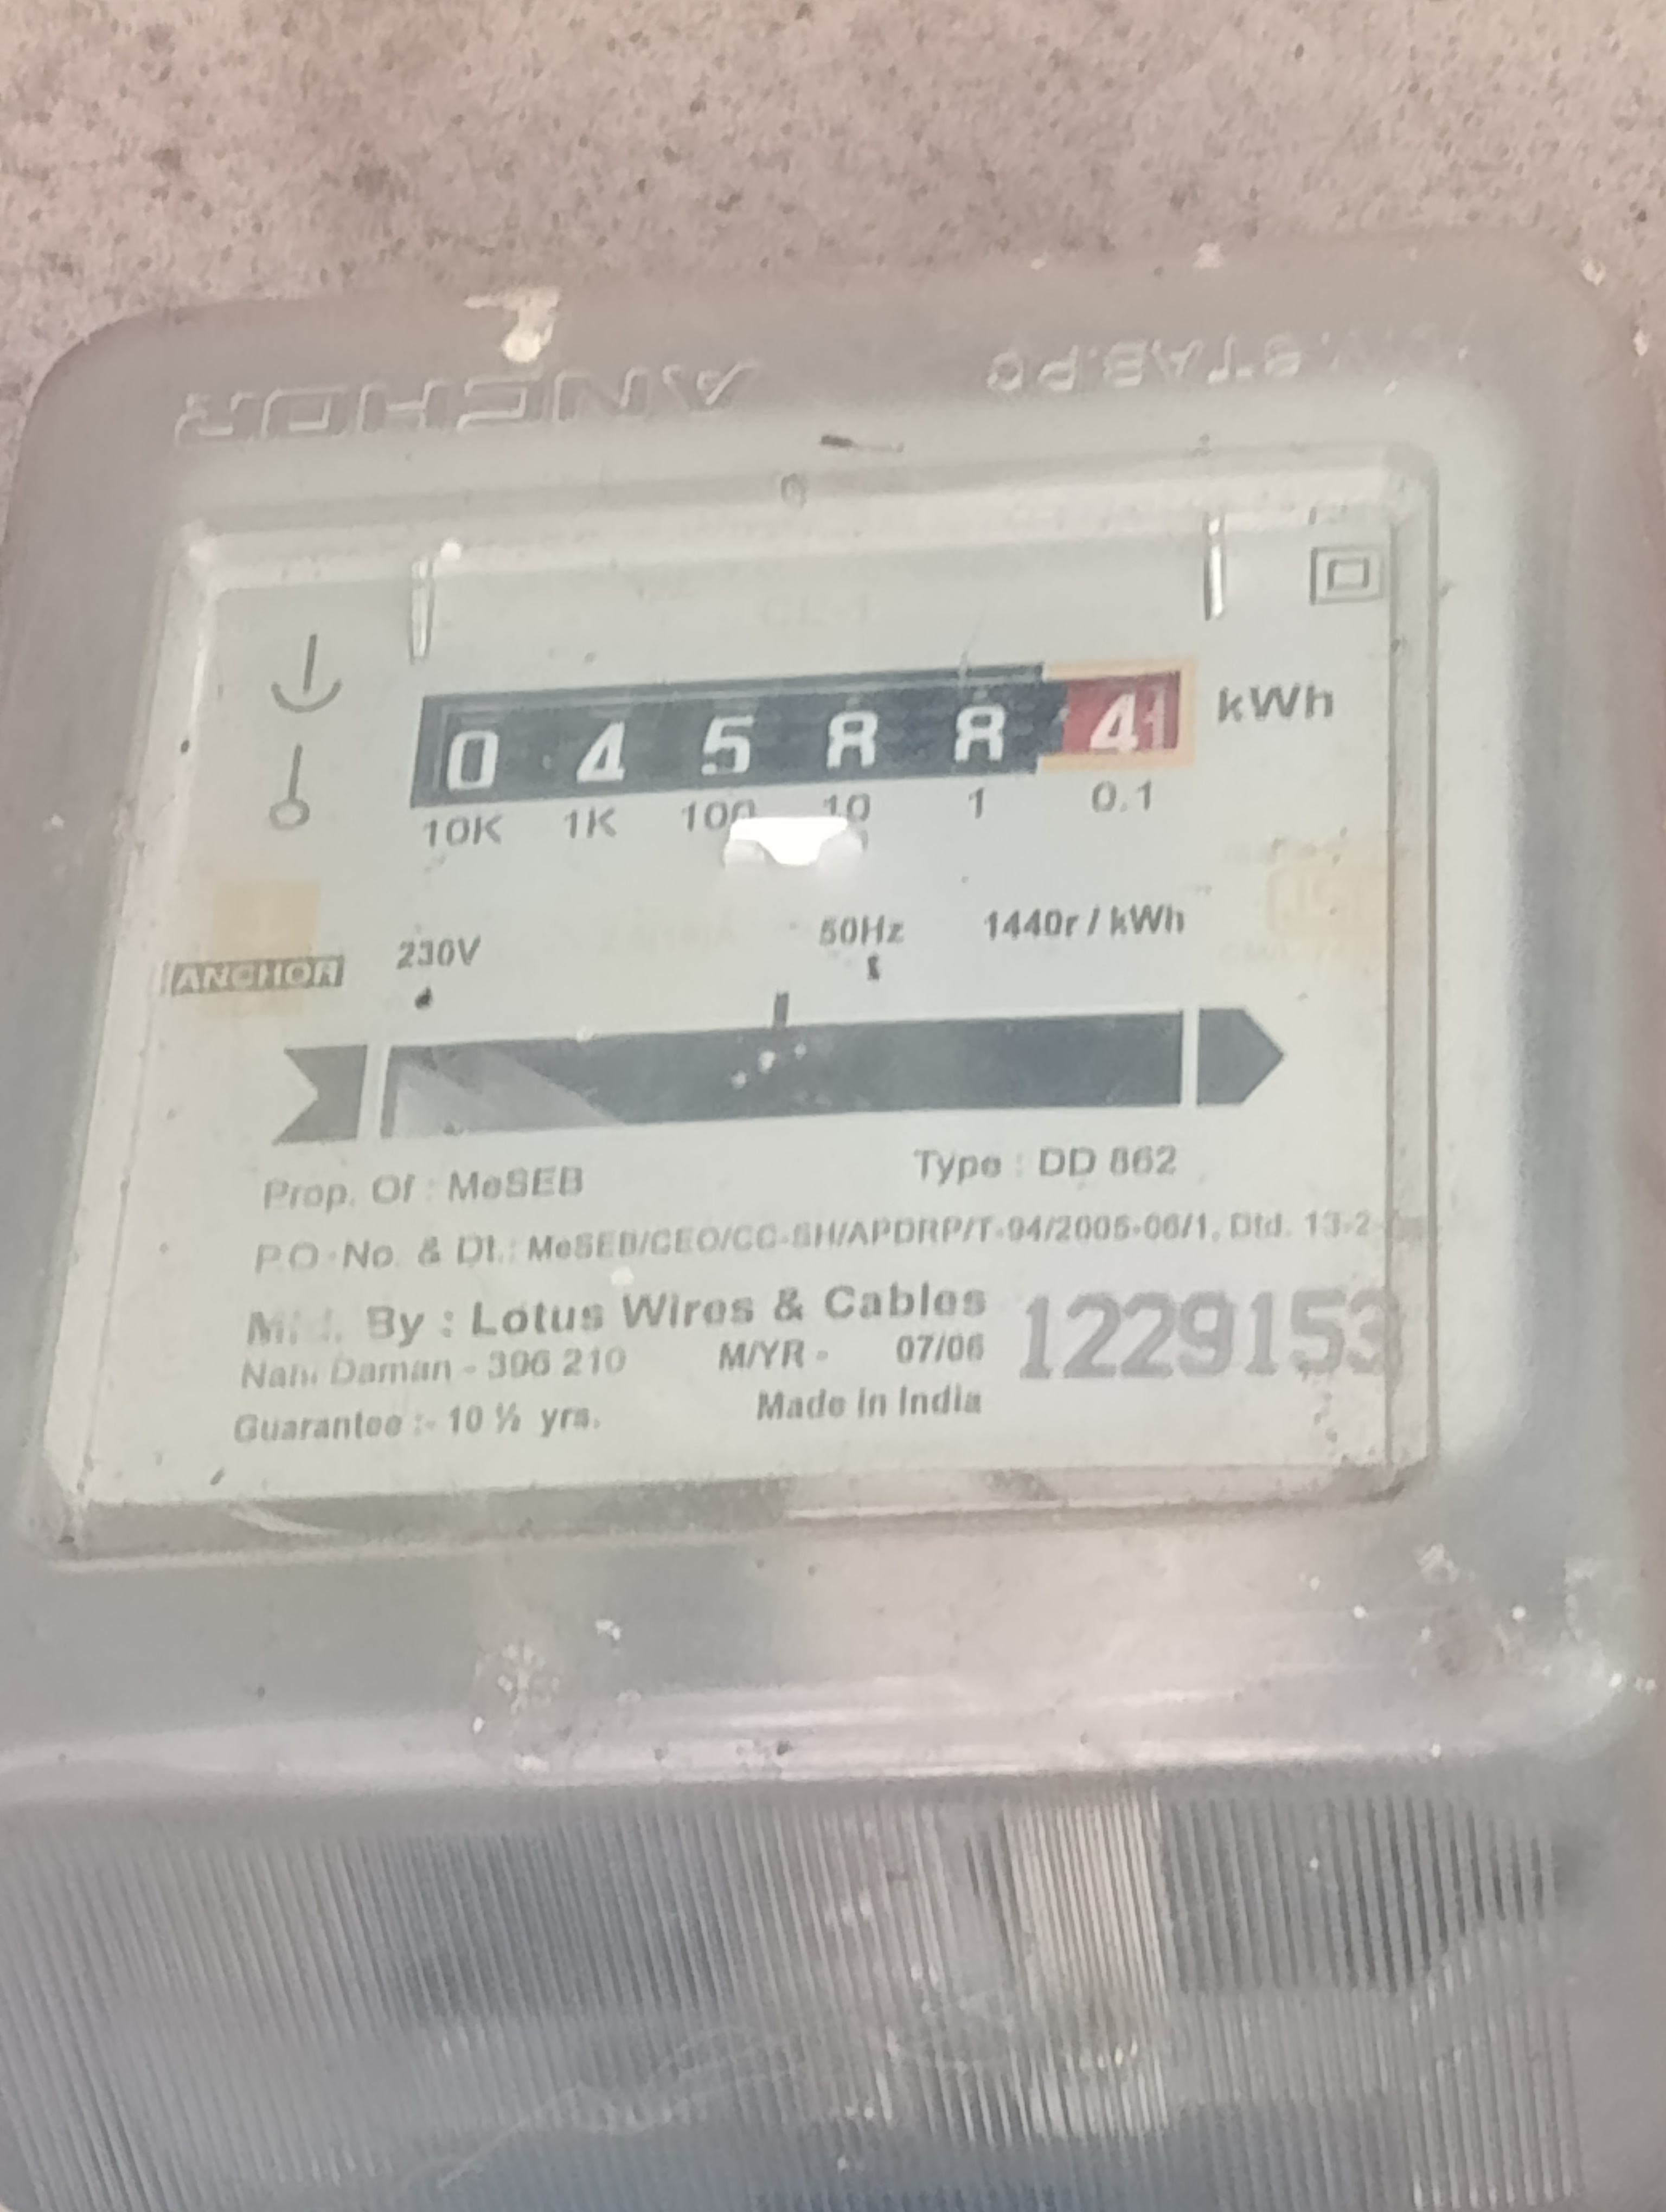 ANCHOR
0 4 5 8 8 4 kWh
10K 1K 100 10 1 0.1
230V 50Hz 1440r / kWh
ANCHOR
Prop. Of : MeSEB Type : DD 862
P.O. No. & Dt.: MeSEB/CEO/CC-SH/APDRP/T-94/2005-06/1, Dtd. 13-2-
By : Lotus Wires & Cables 1229153
Nani Daman - 396 210 M/YR - 07/06
Guarantee :- 10 ½ yrs. Made in India